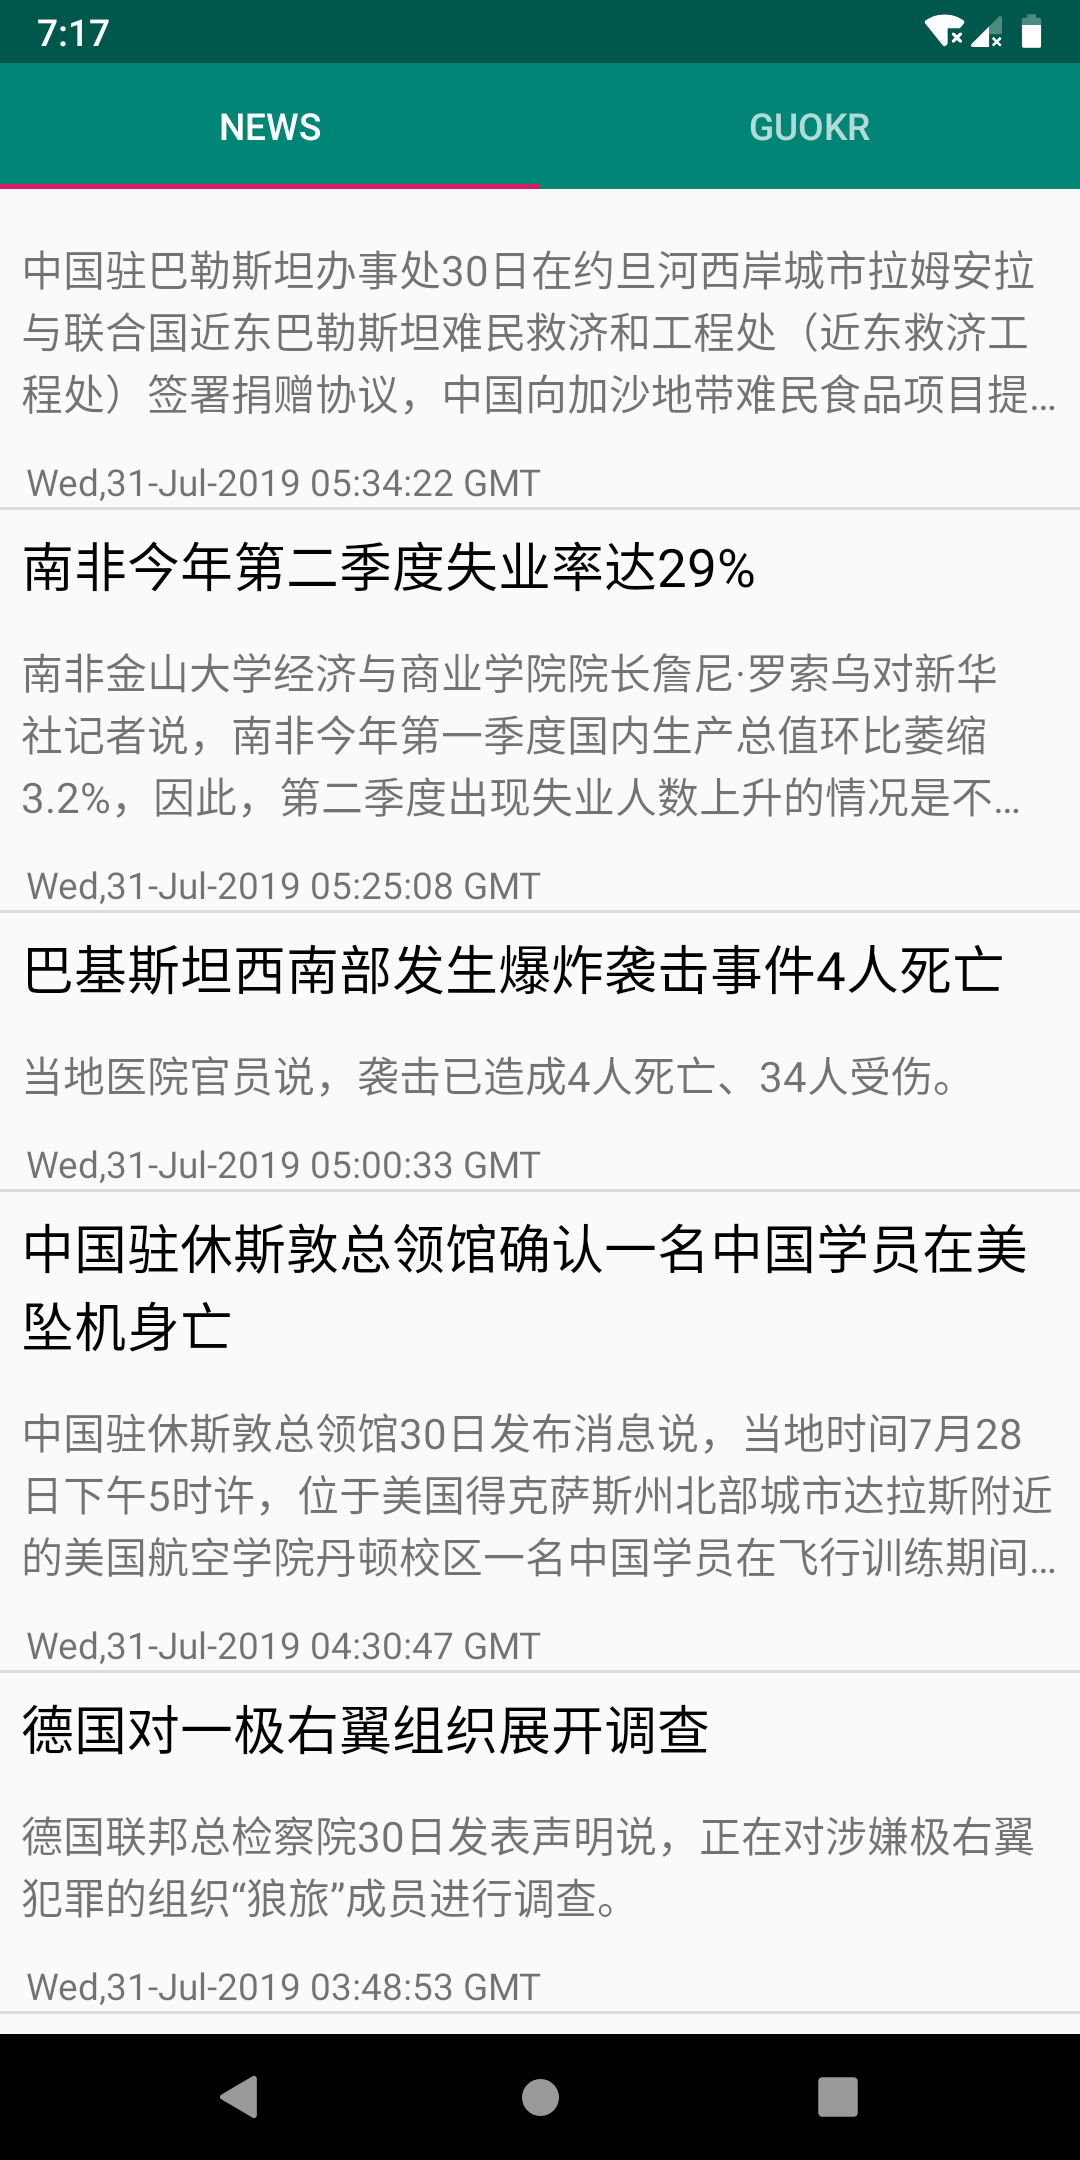 7:17
NEWS
GUOKR
中国驻巴勒斯坦办事处30日在约旦河西岸城市拉姆安拉
与联合国近东巴勒斯坦难民救济和工程处（近东救济工
程处）签署捐赠协议，中国向加沙地带难民食品项目提…
Wed,31-Jul-2019 05:34:22 GMT
南非今年第二季度失业率达29%
南非金山大学经济与商业学院院长詹尼·罗索乌对新华
社记者说，南非今年第一季度国内生产总值环比萎缩
3.2%，因此，第二季度出现失业人数上升的情况是不…
Wed,31-Jul-2019 05:25:08 GMT
巴基斯坦西南部发生爆炸袭击事件4人死亡
当地医院官员说，袭击已造成4人死亡、34人受伤。
Wed,31-Jul-2019 05:00:33 GMT
中国驻休斯敦总领馆确认一名中国学员在美
坠机身亡
中国驻休斯敦总领馆30日发布消息说，当地时间7月28
日下午5时许，位于美国得克萨斯州北部城市达拉斯附近
的美国航空学院丹顿校区一名中国学员在飞行训练期间…
Wed,31-Jul-2019 04:30:47 GMT
德国对一极右翼组织展开调查
德国联邦总检察院30日发表声明说，正在对涉嫌极右翼
犯罪的组织“狼旅”成员进行调查。
Wed,31-Jul-2019 03:48:53 GMT